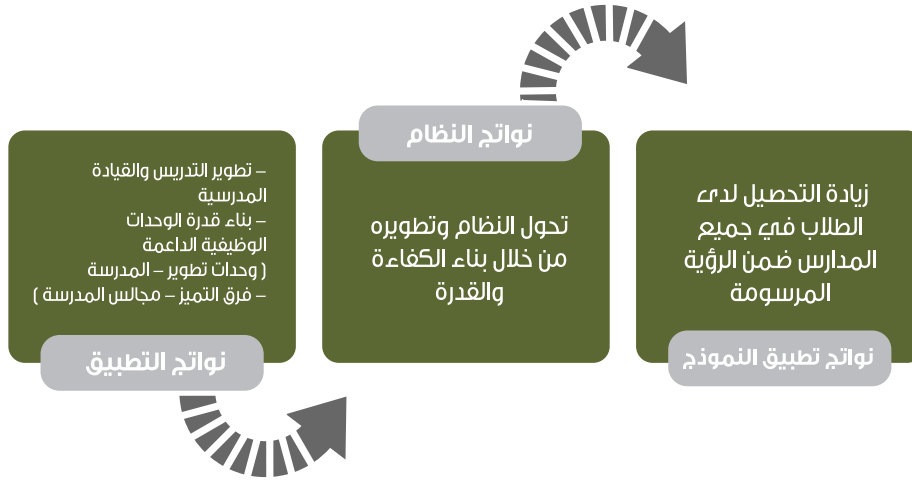 – تطوير التدريس والقيادة
المدرسية
– بناء قدرة الوحدات
الوظيفية الداعمة
( وحدات تطوير – المدرسة
– فرق التميز – مجالس المدرسة )
نواتج التطبيق
نواتج النظام
تحول النظام وتطويره
من خلال بناء الكفاءة
والقدرة
زيادة التحصيل لدى
الطلاب في جميع
المدارس ضمن الرؤية
المرسومة
نواتج تطبيق النموذج